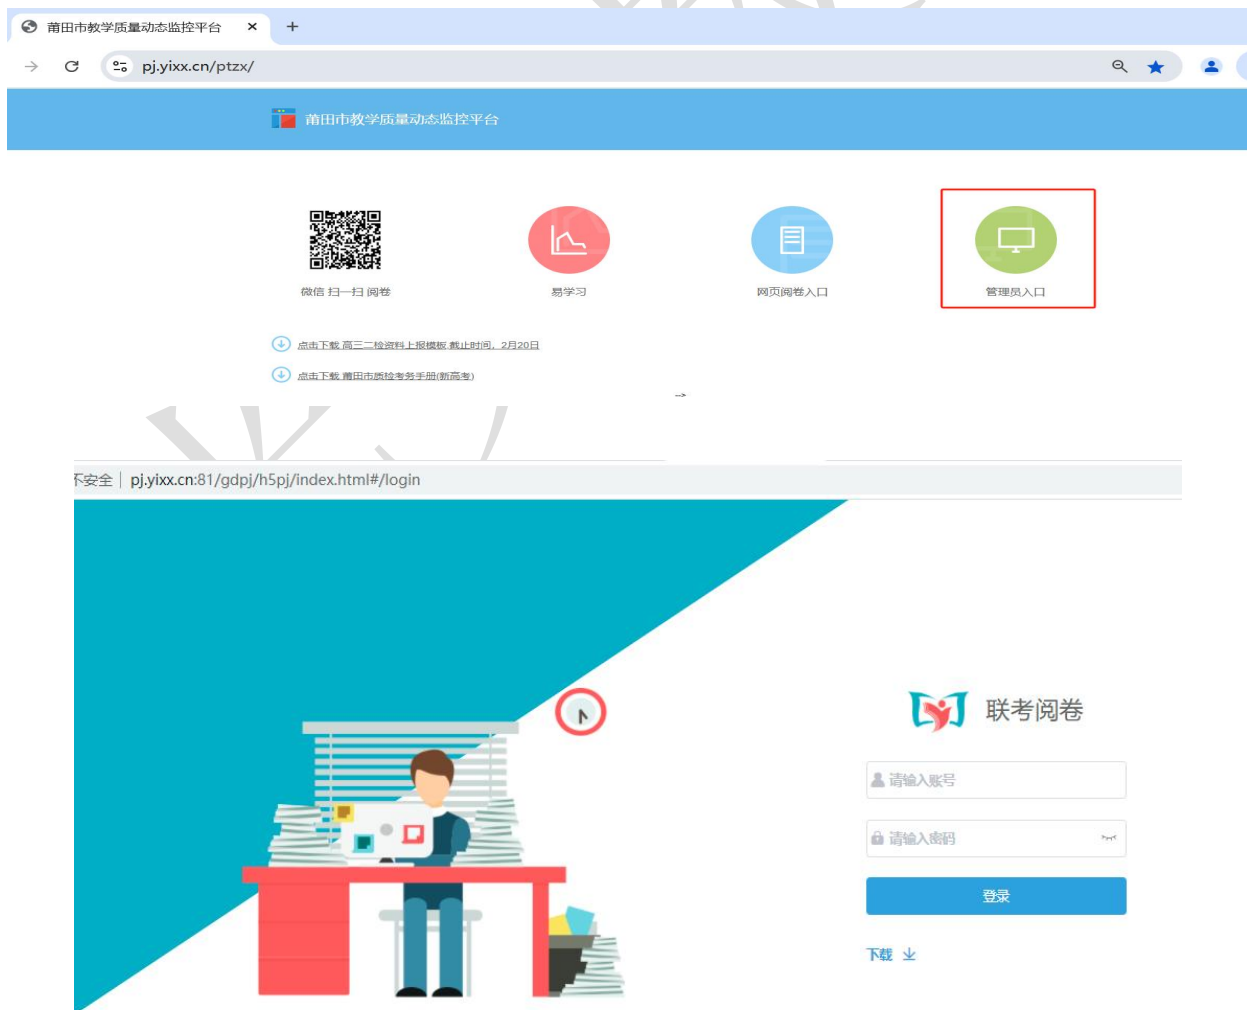 莆田市教学质量动态监控平台 × +
→ pj.yixx.cn/ptzx/
莆田市教学质量动态监控平台
微信 扫一扫 阅卷 易学习 网页阅卷入口 管理员入口
点击下载 高三二检资料上报模板 截止时间，2月20日
点击下载 莆田市质检考务手册(新高考)
-->
不安全 | pj.yixx.cn:81/gdpj/h5pj/index.html#/login
联考阅卷
请输入账号
请输入密码
登录
下载